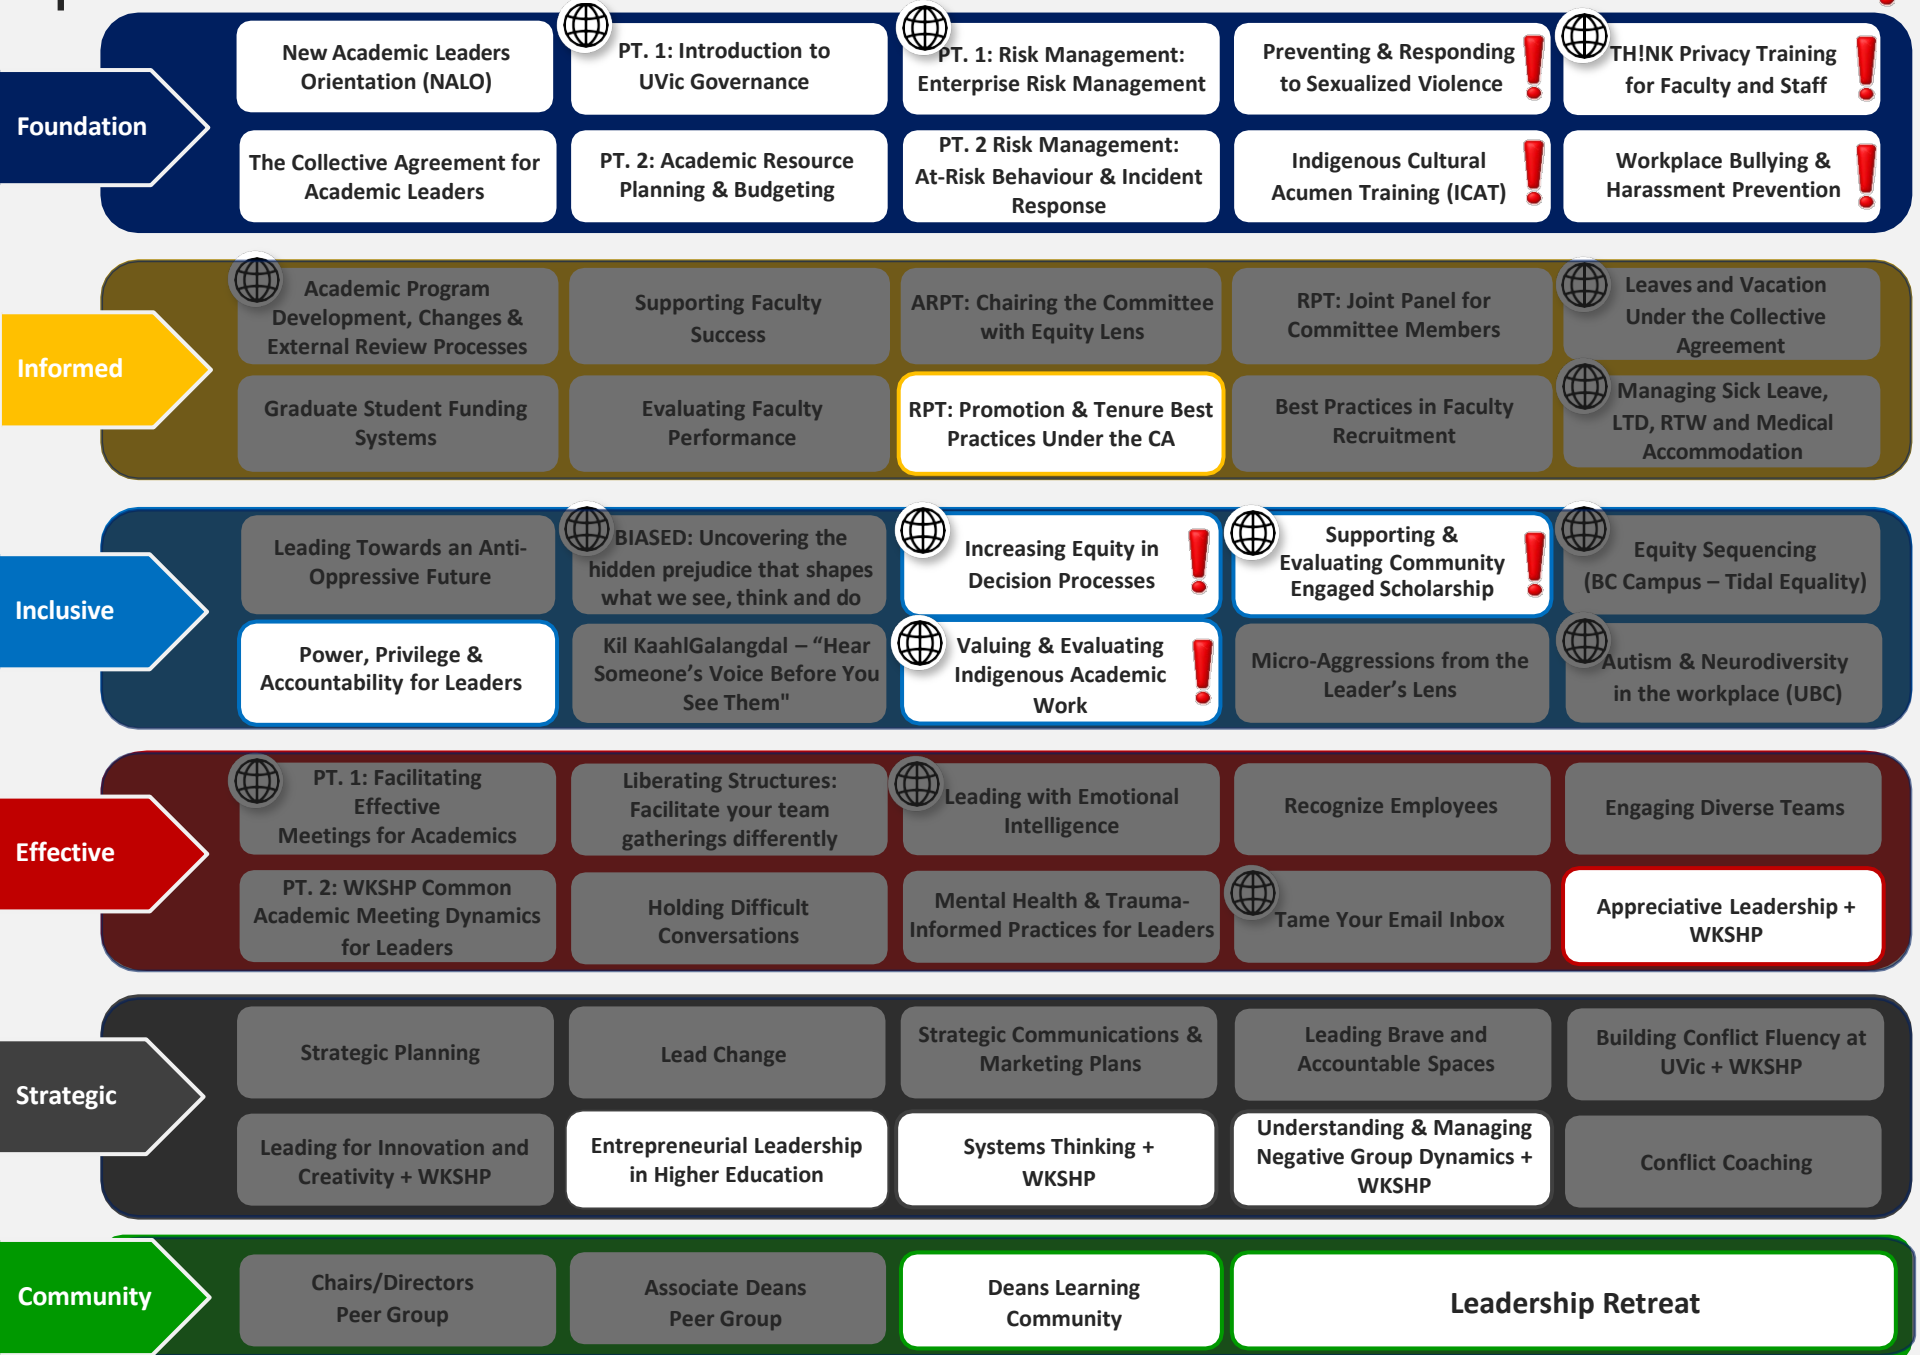 Foundation
New Academic Leaders
Orientation (NALO)
PT. 1: Introduction to
UVic Governance
PT. 1: Risk Management:
Enterprise Risk Management
Preventing & Responding
to Sexualized Violence
TH!NK Privacy Training
for Faculty and Staff
The Collective Agreement for
Academic Leaders
PT. 2: Academic Resource
Planning & Budgeting
PT. 2 Risk Management:
At-Risk Behaviour & Incident
Response
Indigenous Cultural
Acumen Training (ICAT)
Workplace Bullying &
Harassment Prevention
Informed
Academic Program
Development, Changes &
External Review Processes
Supporting Faculty
Success
ARPT: Chairing the Committee
with Equity Lens
RPT: Joint Panel for
Committee Members
Leaves and Vacation
Under the Collective
Agreement
Graduate Student Funding
Systems
Evaluating Faculty
Performance
RPT: Promotion & Tenure Best
Practices Under the CA
Best Practices in Faculty
Recruitment
Managing Sick Leave,
LTD, RTW and Medical
Accommodation
Inclusive
Leading Towards an Anti-
Oppressive Future
BIASED: Uncovering the
hidden prejudice that shapes
what we see, think and do
Increasing Equity in
Decision Processes
Supporting &
Evaluating Community
Engaged Scholarship
Equity Sequencing
(BC Campus – Tidal Equality)
Power, Privilege &
Accountability for Leaders
Kil KaahlGalangdal – “Hear
Someone’s Voice Before You
See Them"
Valuing & Evaluating
Indigenous Academic
Work
Micro-Aggressions from the
Leader’s Lens
Autism & Neurodiversity
in the workplace (UBC)
Effective
PT. 1: Facilitating
Effective
Meetings for Academics
Liberating Structures:
Facilitate your team
gatherings differently
Leading with Emotional
Intelligence
Recognize Employees
Engaging Diverse Teams
PT. 2: WKSHP Common
Academic Meeting Dynamics
for Leaders
Holding Difficult
Conversations
Mental Health & Trauma-
Informed Practices for Leaders
Tame Your Email Inbox
Appreciative Leadership +
WKSHP
Strategic
Strategic Planning
Lead Change
Strategic Communications &
Marketing Plans
Leading Brave and
Accountable Spaces
Building Conflict Fluency at
UVic + WKSHP
Leading for Innovation and
Creativity + WKSHP
Entrepreneurial Leadership
in Higher Education
Systems Thinking +
WKSHP
Understanding & Managing
Negative Group Dynamics +
WKSHP
Conflict Coaching
Community
Chairs/Directors
Peer Group
Associate Deans
Peer Group
Deans Learning
Community
Leadership Retreat